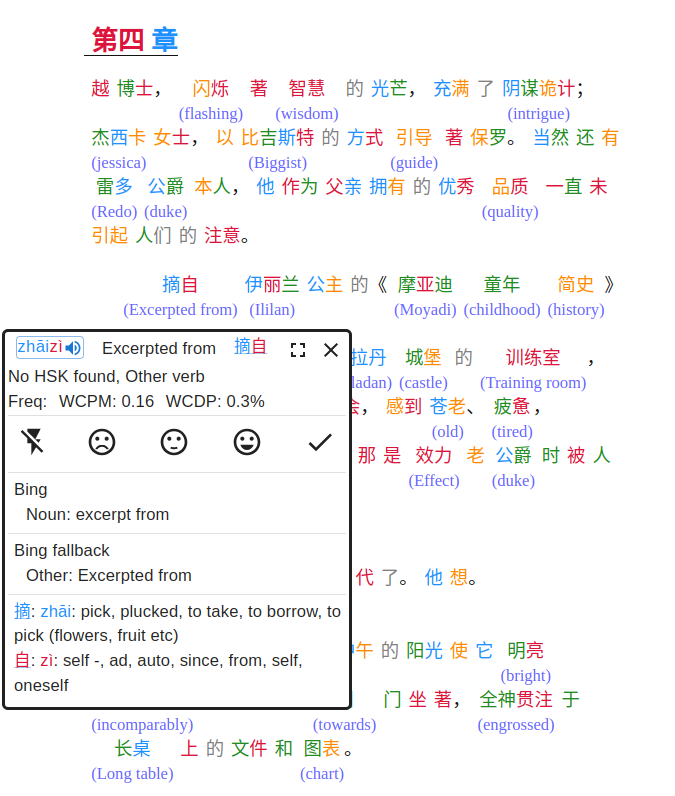 第四 章
越 博士， 闪烁 著 智慧 的 光芒， 充满 了 阴谋诡计；
(flashing) (wisdom) (intrigue)
杰西卡 女士， 以 比吉斯特 的 方式 引导 著 保罗。 当然 还 有
(jessica) (Biggist) (guide)
雷多 公爵 本人， 他 作为 父亲 拥有 的 优秀 品质 一直 未
(Redo) (duke) (quality)
引起 人们 的 注意。
摘自 伊丽兰 公主 的《 摩亚迪 童年 简史 》
(Excerpted from) (Ililan) (Moyadi) (childhood) (history)
zhāizì Excerpted from 摘自
No HSK found, Other verb
Freq: WCPM: 0.16 WCDP: 0.3%
Bing
Noun: excerpt from
Bing fallback
Other: Excerpted from
摘: zhāi: pick, plucked, to take, to borrow, to
pick (flowers, fruit etc)
自: zì: self -, ad, auto, since, from, self,
oneself
拉丹 城堡 的 训练室 ，
ladan) (castle) (Training room)
， 感到 苍老、 疲惫，
(old) (tired)
那 是 效力 老 公爵 时 被 人
(Effect) (duke)
代 了。 他 想。
午 的 阳光 使 它 明亮
(bright)
门 坐 著， 全神贯注 于
(incomparably) (towards) (engrossed)
长桌 上 的 文件 和 图表。
(Long table) (chart)